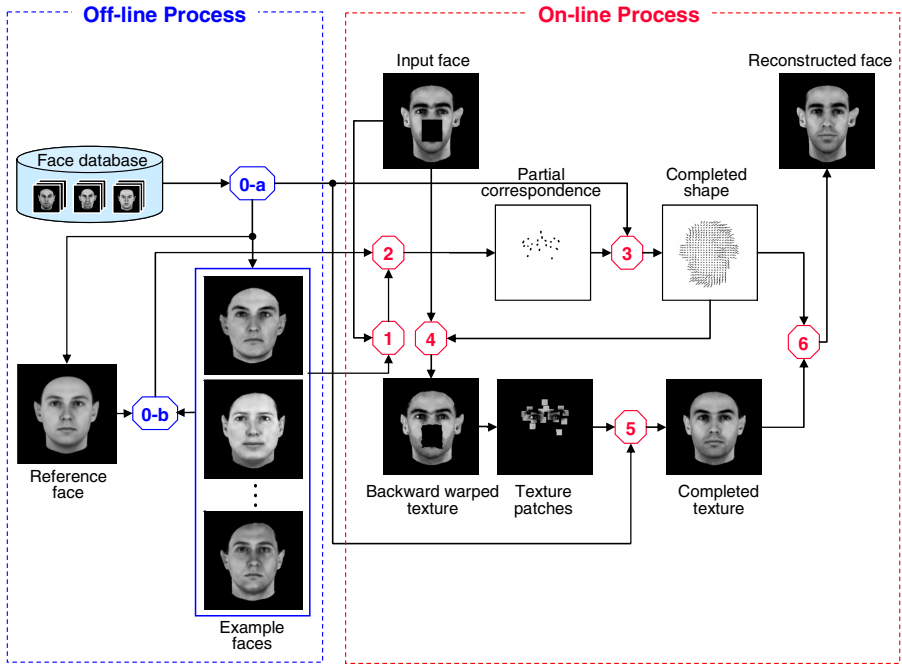 Off-line Process
On-line Process
Input face
Reconstructed face
Face database
0-a
Partial
correspondence
Completed
shape
2
3
1
4
6
0-b
5
Reference
face
Backward warped
texture
Texture
patches
Completed
texture
Example
faces